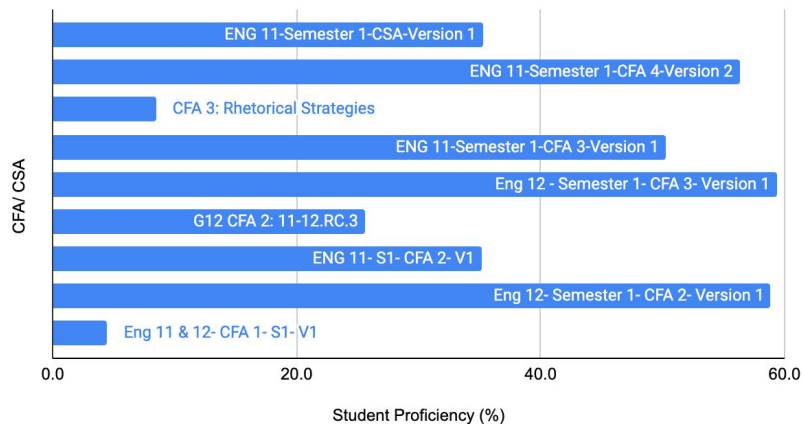 ENG 11-Semester 1-CSA-Version 1
ENG 11-Semester 1-CFA 4-Version 2
CFA 3: Rhetorical Strategies
ENG 11-Semester 1-CFA 3-Version 1
Eng 12 - Semester 1- CFA 3- Version 1
G12 CFA 2: 11-12.RC.3
ENG 11- S1- CFA 2- V1
Eng 12- Semester 1- CFA 2- Version 1
Eng 11 & 12- CFA 1- S1- V1
CFA/ CSA
0.0 20.0 40.0 60.0
Student Proficiency (%)